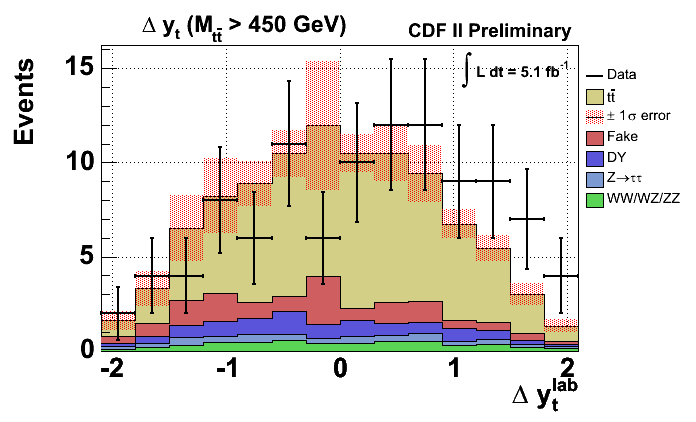 Δ y_t (M_tt̄ > 450 GeV)
CDF II Preliminary
∫ L dt = 5.1 fb⁻¹
Events
15
10
5
0
-2 -1 0 1 2
Δ y_t^lab
Data
tt̄
± 1σ error
Fake
DY
Z→ττ
WW/WZ/ZZ